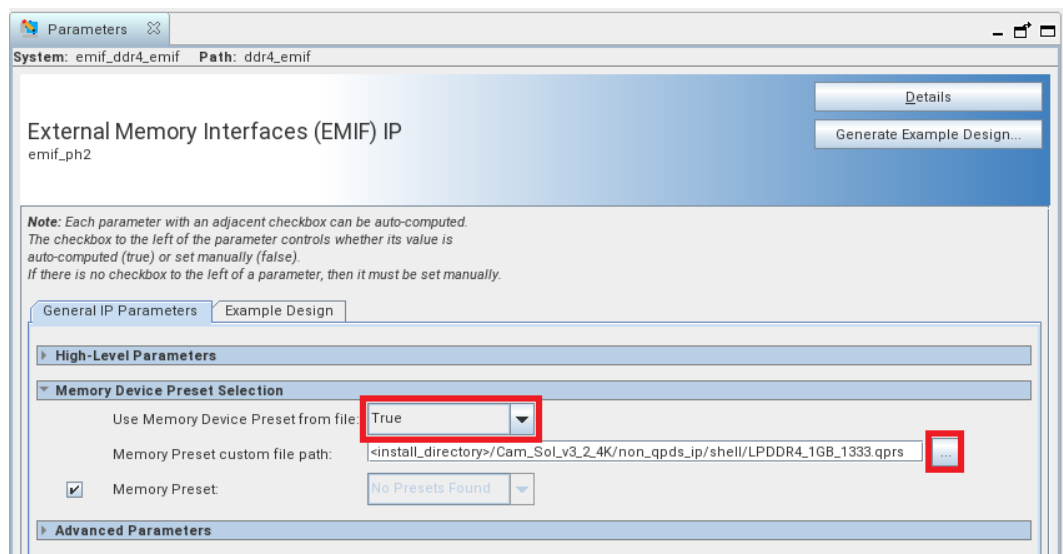 Parameters
System: emif_ddr4_emif Path: ddr4_emif
Details
External Memory Interfaces (EMIF) IP
Generate Example Design...
emif_ph2
Note: Each parameter with an adjacent checkbox can be auto-computed.
The checkbox to the left of the parameter controls whether its value is
auto-computed (true) or set manually (false).
If there is no checkbox to the left of a parameter, then it must be set manually.
General IP Parameters Example Design
High-Level Parameters
Memory Device Preset Selection
Use Memory Device Preset from file: True
Memory Preset custom file path: <install_directory>/Cam_Sol_v3_2_4K/non_qpds_ip/shell/LPDDR4_1GB_1333.qprs ...
Memory Preset: No Presets Found
Advanced Parameters